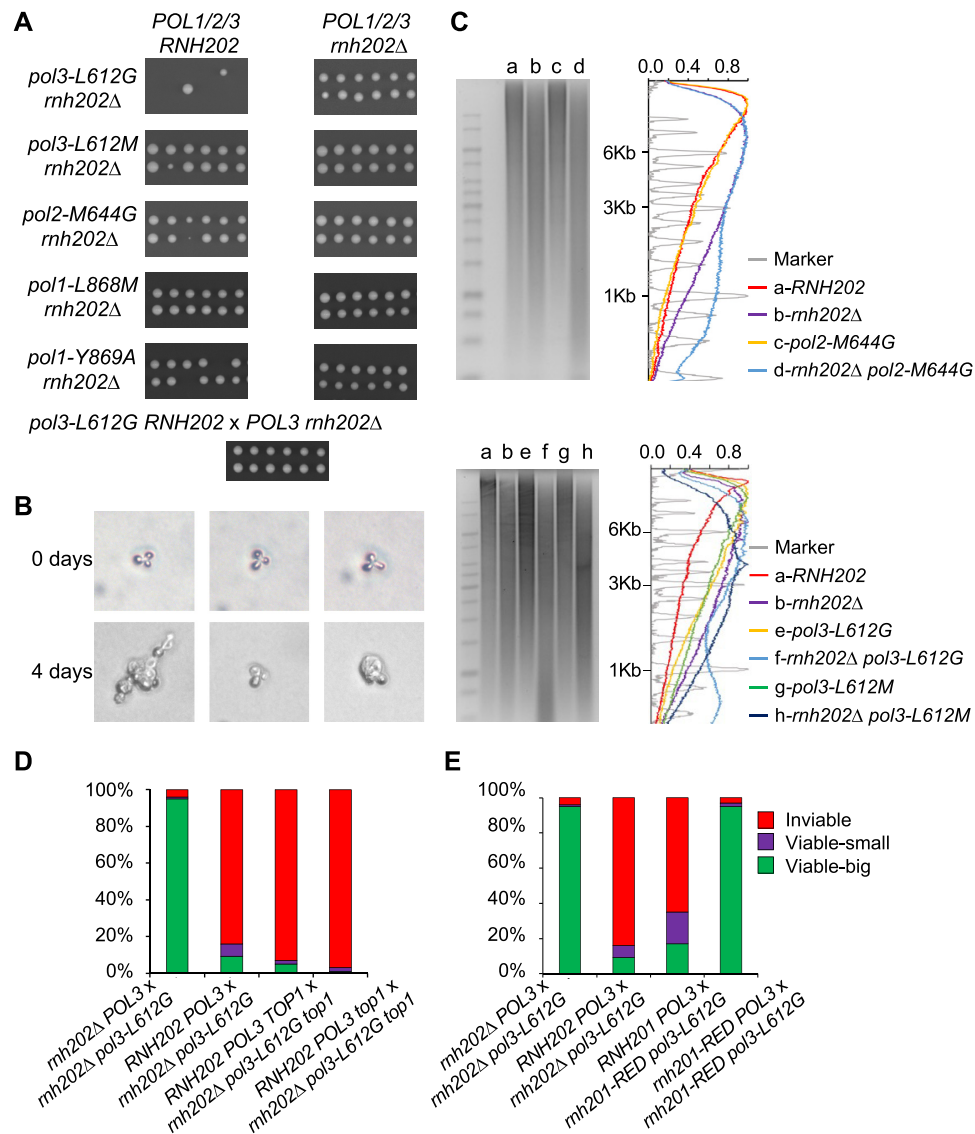 A
POL1/2/3 POL1/2/3
RNH202 rnh202Δ
pol3-L612G
rnh202Δ
pol3-L612M
rnh202Δ
pol2-M644G
rnh202Δ
pol1-L868M
rnh202Δ
pol1-Y869A
rnh202Δ
pol3-L612G RNH202 x POL3 rnh202Δ
B
0 days
4 days
C
a b c d
0.0 0.4 0.8
6Kb
3Kb
1Kb
Marker
a-RNH202
b-rnh202Δ
c-pol2-M644G
d-rnh202Δ pol2-M644G
a b e f g h
0.0 0.4 0.8
6Kb
3Kb
1Kb
Marker
a-RNH202
b-rnh202Δ
e-pol3-L612G
f-rnh202Δ pol3-L612G
g-pol3-L612M
h-rnh202Δ pol3-L612M
D
100%
80%
60%
40%
20%
0%
rnh202Δ POL3 x
rnh202Δ pol3-L612G
RNH202 POL3 x
rnh202Δ pol3-L612G
RNH202 POL3 TOP1 x
rnh202Δ pol3-L612G top1
RNH202 POL3 top1 x
rnh202Δ pol3-L612G top1
E
100%
80%
60%
40%
20%
0%
Inviable
Viable-small
Viable-big
rnh202Δ POL3 x
rnh202Δ pol3-L612G
RNH202 POL3 x
rnh202Δ pol3-L612G
RNH201 POL3 x
rnh201-RED pol3-L612G
rnh201-RED POL3 x
rnh201-RED pol3-L612G